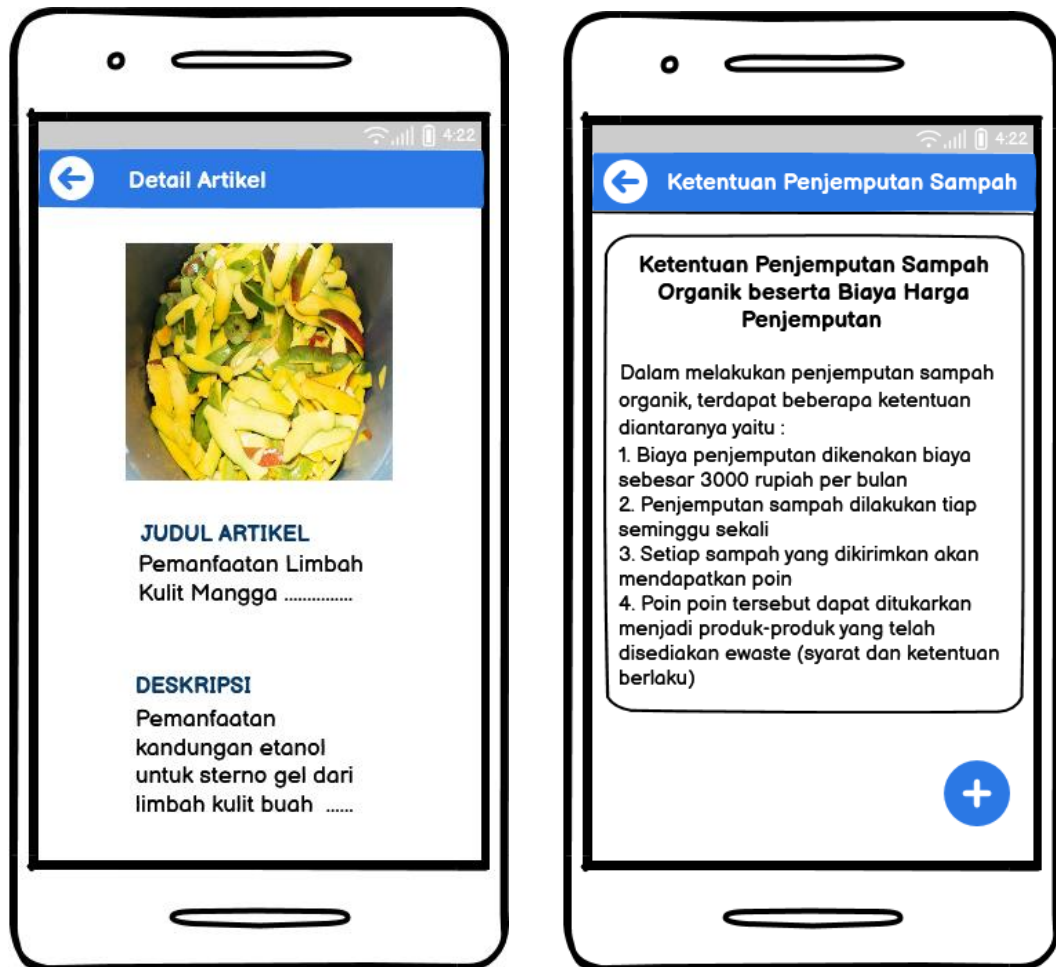 4:22
Detail Artikel
JUDUL ARTIKEL
Pemanfaatan Limbah
Kulit Mangga ...............
DESKRIPSI
Pemanfaatan
kandungan etanol
untuk sterno gel dari
limbah kulit buah ......
4:22
Ketentuan Penjemputan Sampah
Ketentuan Penjemputan Sampah
Organik beserta Biaya Harga
Penjemputan
Dalam melakukan penjemputan sampah
organik, terdapat beberapa ketentuan
diantaranya yaitu :
1. Biaya penjemputan dikenakan biaya
sebesar 3000 rupiah per bulan
2. Penjemputan sampah dilakukan tiap
seminggu sekali
3. Setiap sampah yang dikirimkan akan
mendapatkan poin
4. Poin poin tersebut dapat ditukarkan
menjadi produk-produk yang telah
disediakan ewaste (syarat dan ketentuan
berlaku)